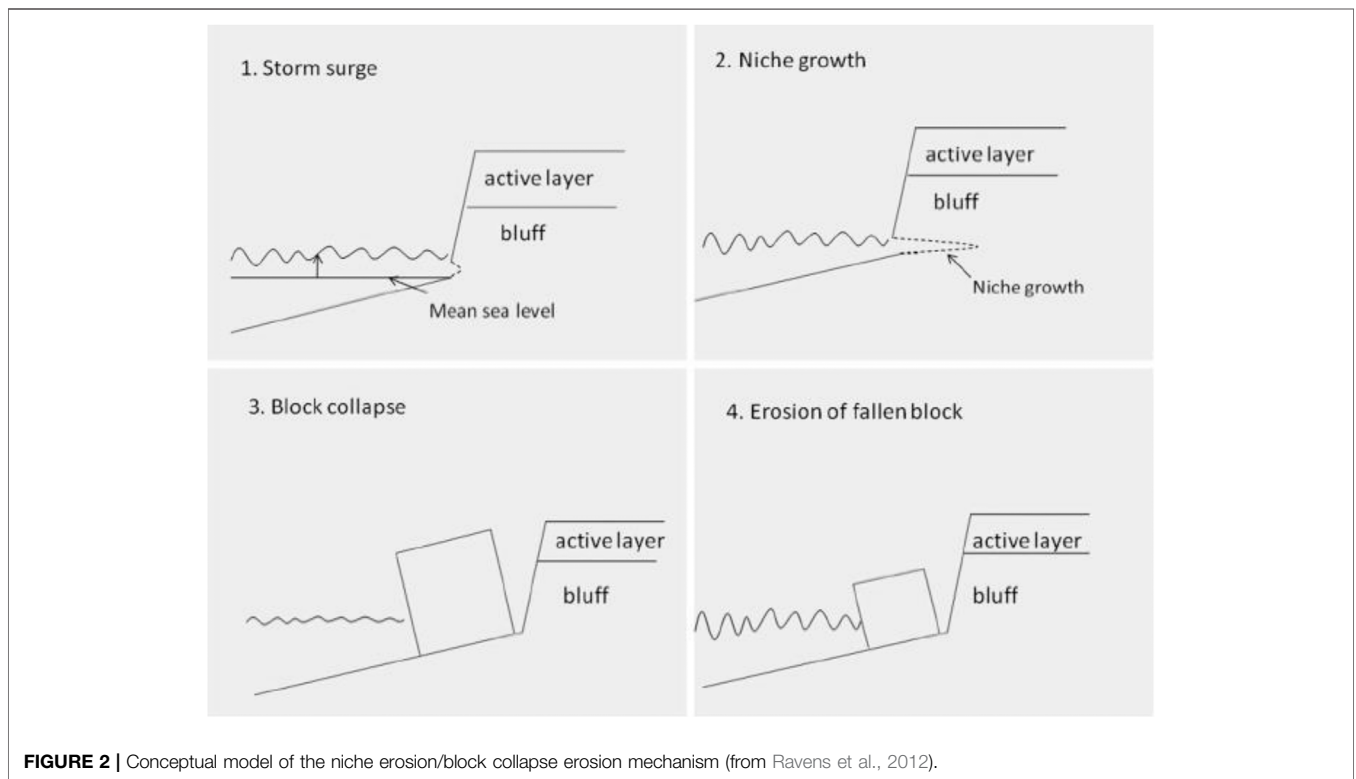 1. Storm surge
active layer
bluff
Mean sea level
2. Niche growth
active layer
bluff
Niche growth
3. Block collapse
active layer
bluff
4. Erosion of fallen block
active layer
bluff
FIGURE 2 | Conceptual model of the niche erosion/block collapse erosion mechanism (from Ravens et al., 2012).